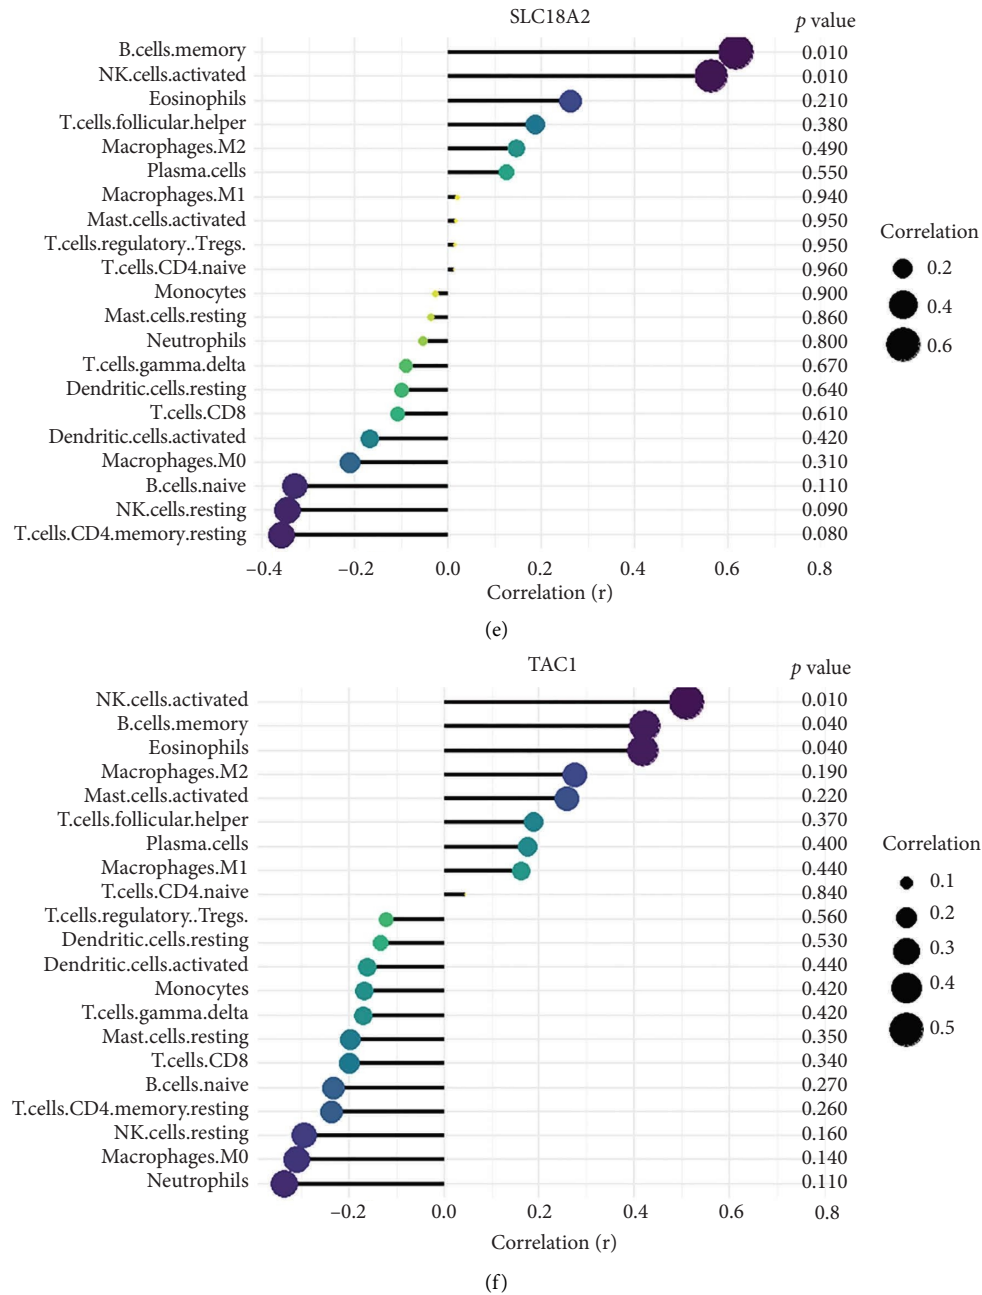 SLC18A2
p value
B.cells.memory 0.010
NK.cells.activated 0.010
Eosinophils 0.210
T.cells.follicular.helper 0.380
Macrophages.M2 0.490
Plasma.cells 0.550
Macrophages.M1 0.940
Mast.cells.activated 0.950
T.cells.regulatory..Tregs. 0.950
T.cells.CD4.naive 0.960
Monocytes 0.900
Mast.cells.resting 0.860
Neutrophils 0.800
T.cells.gamma.delta 0.670
Dendritic.cells.resting 0.640
T.cells.CD8 0.610
Dendritic.cells.activated 0.420
Macrophages.M0 0.310
B.cells.naive 0.110
NK.cells.resting 0.090
T.cells.CD4.memory.resting 0.080
−0.4 −0.2 0.0 0.2 0.4 0.6 0.8
Correlation (r)
Correlation
0.2
0.4
0.6
(e)
TAC1
p value
NK.cells.activated 0.010
B.cells.memory 0.040
Eosinophils 0.040
Macrophages.M2 0.190
Mast.cells.activated 0.220
T.cells.follicular.helper 0.370
Plasma.cells 0.400
Macrophages.M1 0.440
T.cells.CD4.naive 0.840
T.cells.regulatory..Tregs. 0.560
Dendritic.cells.resting 0.530
Dendritic.cells.activated 0.440
Monocytes 0.420
T.cells.gamma.delta 0.420
Mast.cells.resting 0.350
T.cells.CD8 0.340
B.cells.naive 0.270
T.cells.CD4.memory.resting 0.260
NK.cells.resting 0.160
Macrophages.M0 0.140
Neutrophils 0.110
−0.2 0.0 0.2 0.4 0.6 0.8
Correlation (r)
Correlation
0.1
0.2
0.3
0.4
0.5
(f)